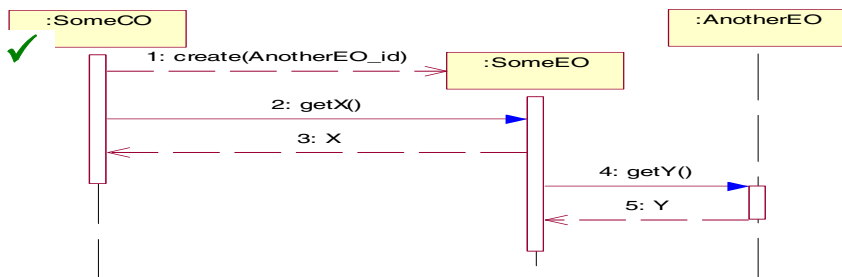 :SomeCO
:AnotherEO
1: create(AnotherEO_id)
:SomeEO
2: getX()
3: X
4: getY()
5: Y